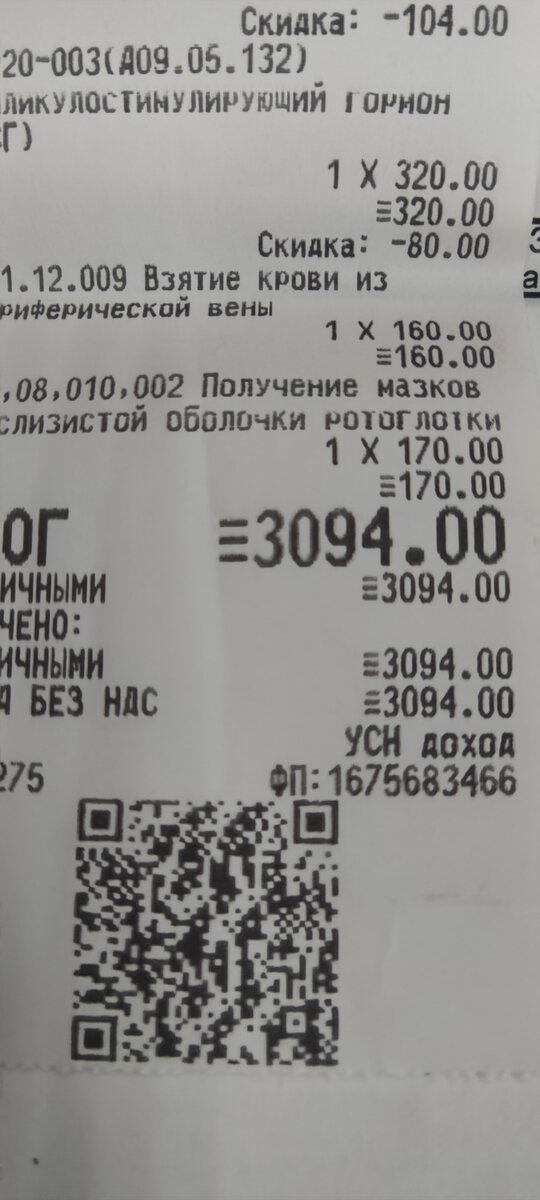 Скидка: -104.00
20-003(A09.05.132)
ликулостимулирующий гормон
Г)
1 X 320.00
≡320.00
Скидка: -80.00
1.12.009 Взятие крови из
риферической вены
1 X 160.00
≡160.00
,08,010,002 Получение мазков
слизистой оболочки ротоглотки
1 X 170.00
≡170.00
ОГ ≡3094.00
ИЧНЫМИ ≡3094.00
ЧЕНО:
ИЧНЫМИ ≡3094.00
А БЕЗ НДС ≡3094.00
УСН доход
275 ФП:1675683466